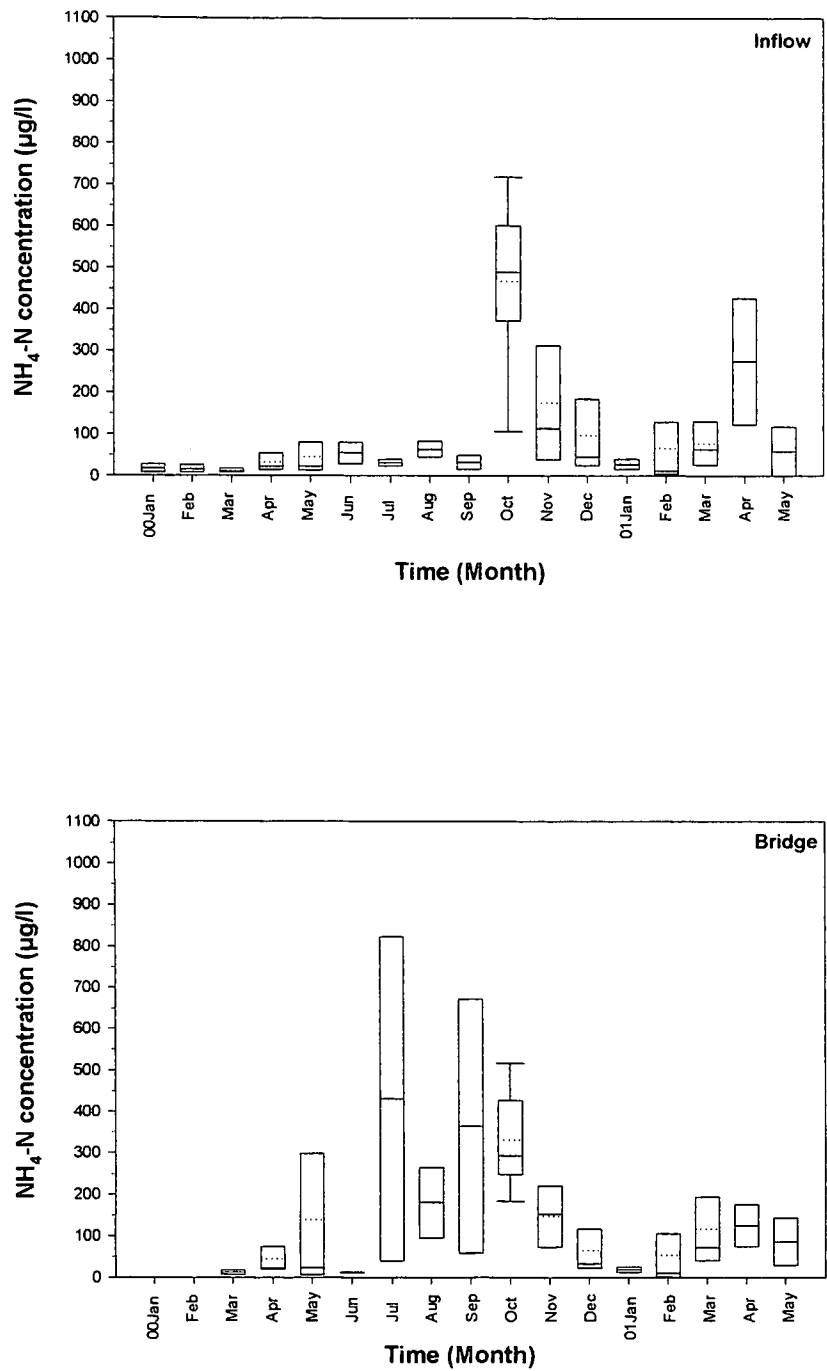 Inflow
NH4-N concentration (µg/l)
1100
1000
900
800
700
600
500
400
300
200
100
0
00Jan
Feb
Mar
Apr
May
Jun
Jul
Aug
Sep
Oct
Nov
Dec
01Jan
Feb
Mar
Apr
May
Time (Month)
Bridge
NH4-N concentration (µg/l)
1100
1000
900
800
700
600
500
400
300
200
100
0
00Jan
Feb
Mar
Apr
May
Jun
Jul
Aug
Sep
Oct
Nov
Dec
01Jan
Feb
Mar
Apr
May
Time (Month)